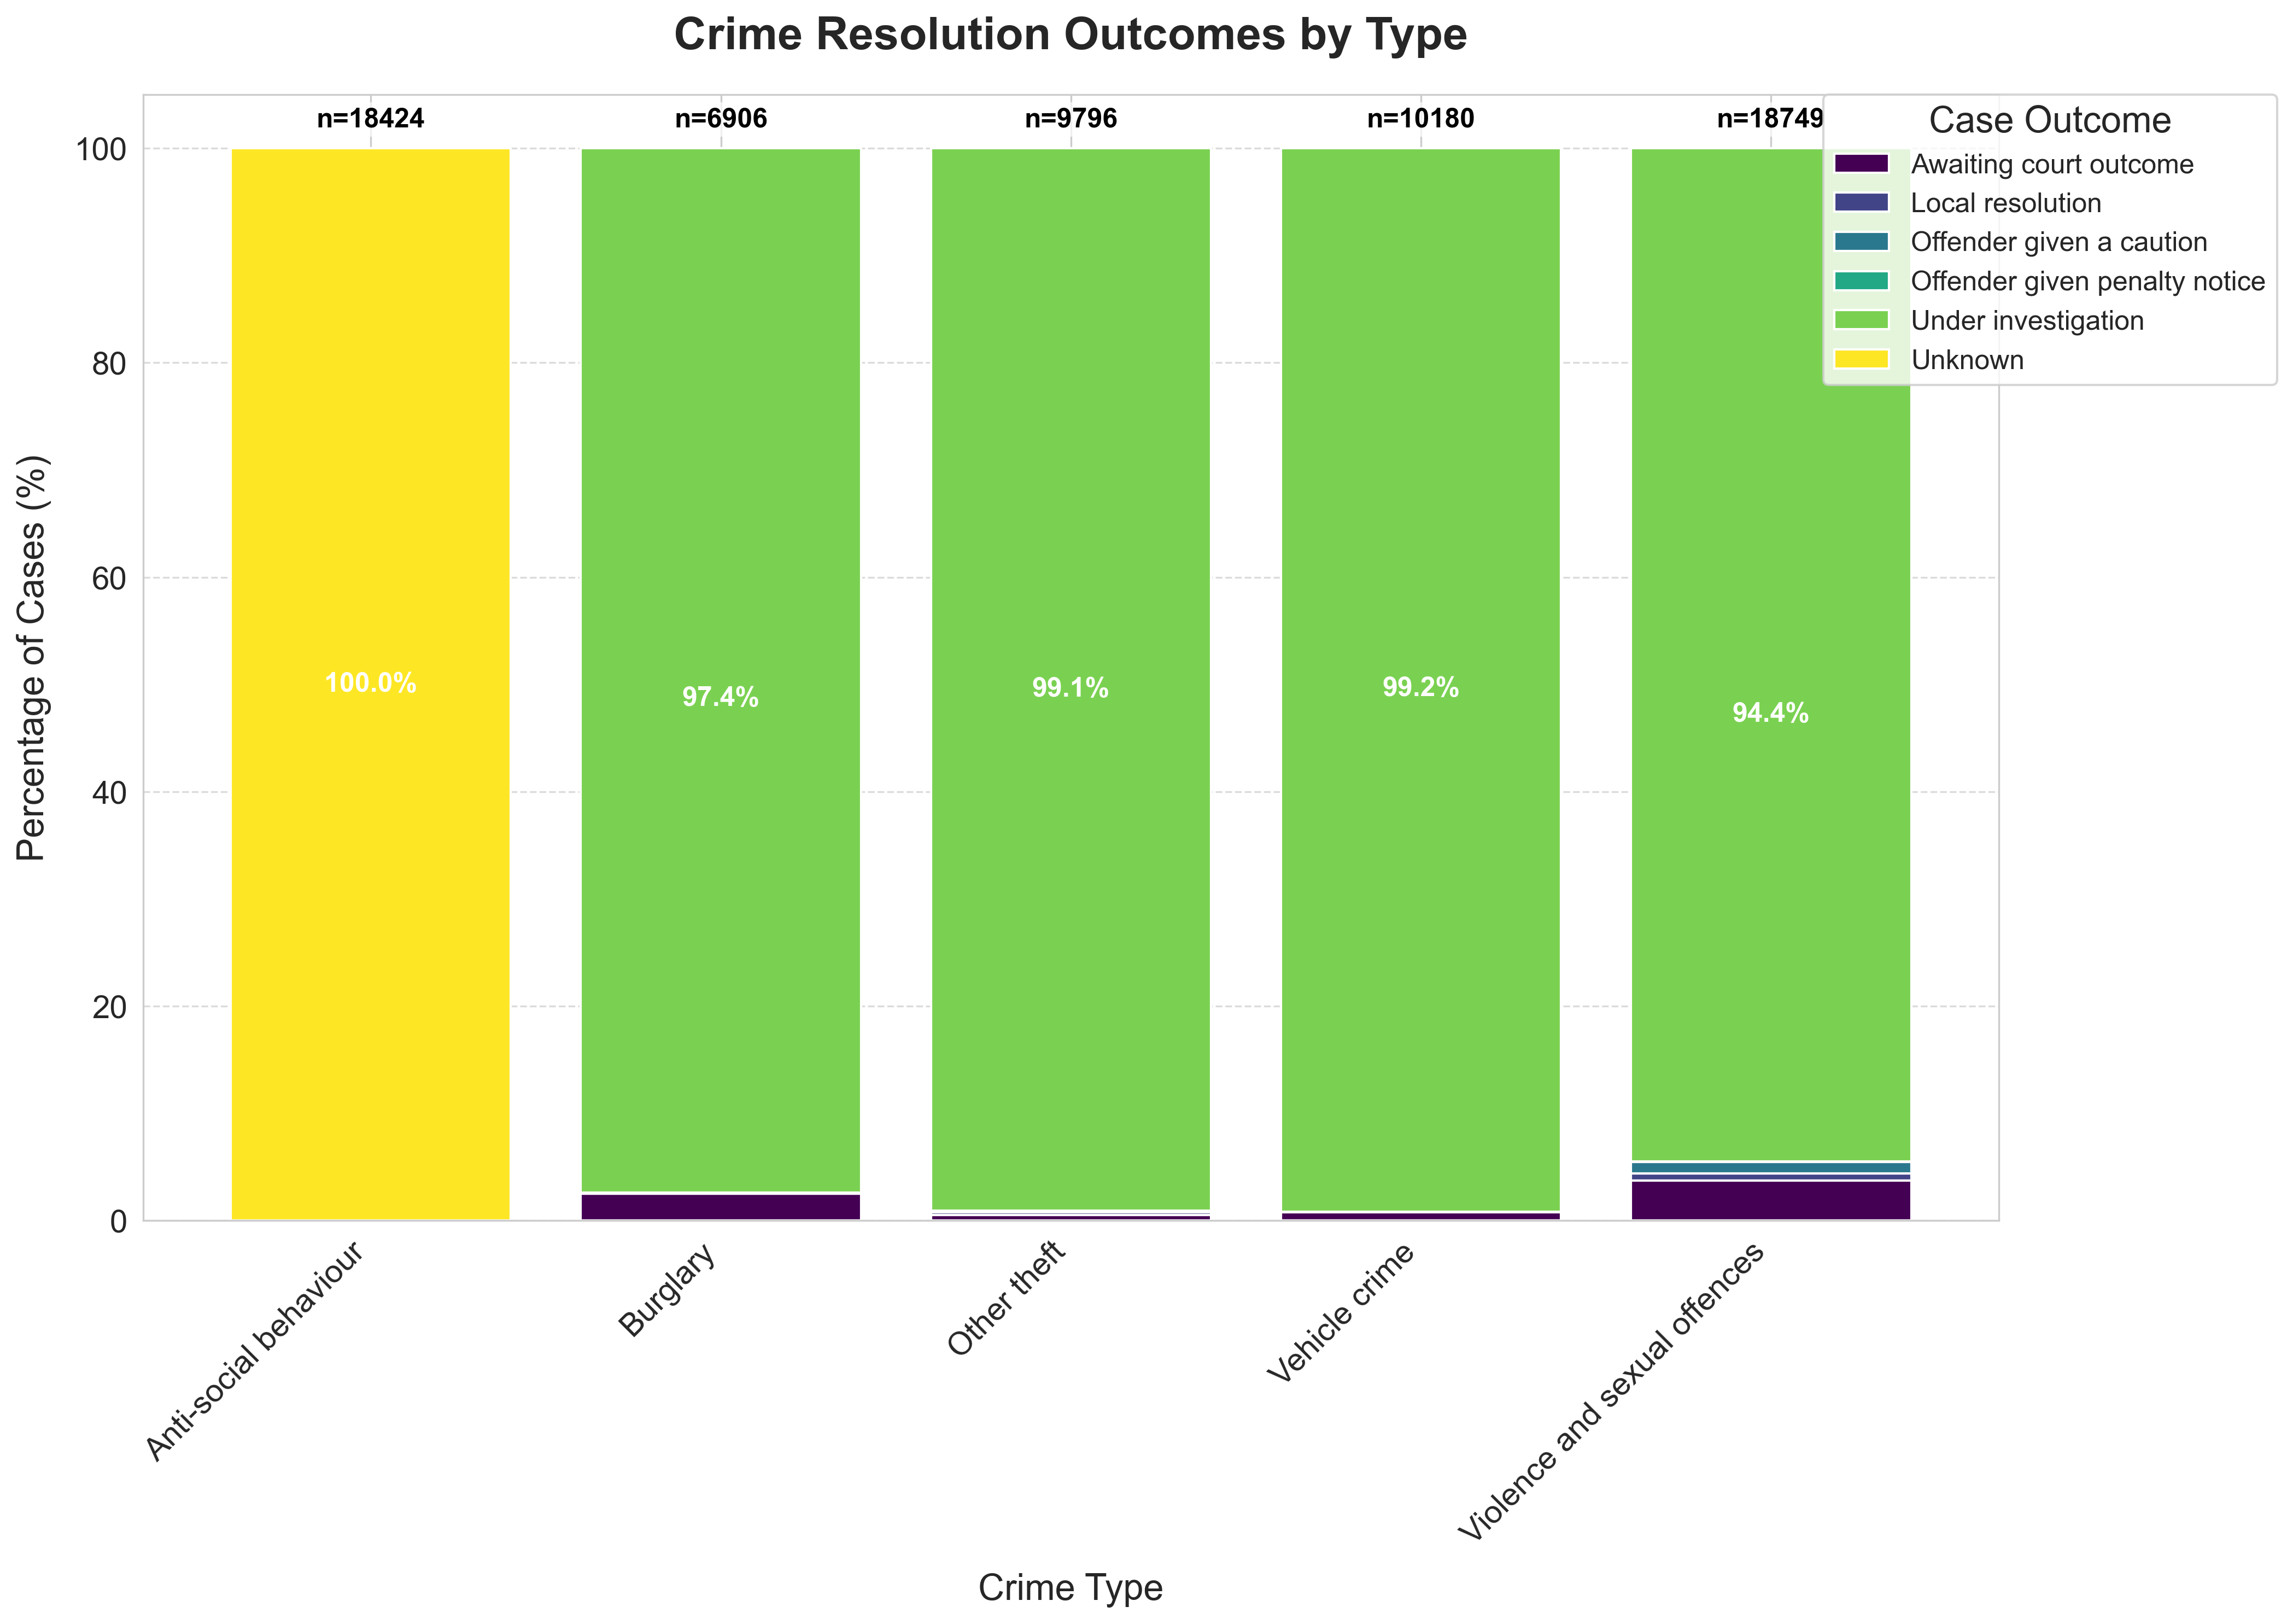 Crime Resolution Outcomes by Type
n=18424
n=6906
n=9796
n=10180
n=18749
Case Outcome
Awaiting court outcome
Local resolution
Offender given a caution
Offender given penalty notice
Under investigation
Unknown
Percentage of Cases (%)
100
80
60
40
20
0
100.0%
97.4%
99.1%
99.2%
94.4%
Anti-social behaviour
Burglary
Other theft
Vehicle crime
Violence and sexual offences
Crime Type